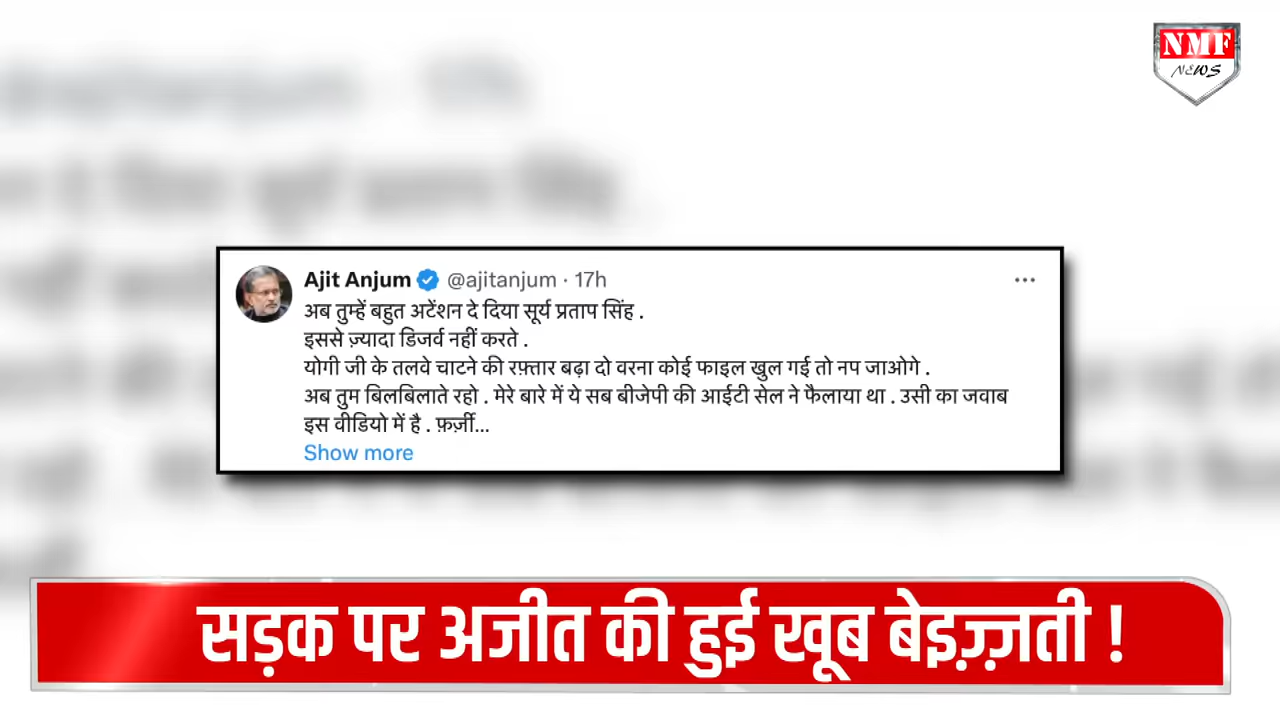 NMF
NEWS
Ajit Anjum @ajitanjum · 17h
अब तुम्हें बहुत अटेंशन दे दिया सूर्य प्रताप सिंह .
इससे ज़्यादा डिजर्व नहीं करते .
योगी जी के तलवे चाटने की रफ़्तार बढ़ा दो वरना कोई फाइल खुल गई तो नप जाओगे .
अब तुम बिलबिलाते रहो . मेरे बारे में ये सब बीजेपी की आईटी सेल ने फैलाया था . उसी का जवाब
इस वीडियो में है . फ़र्ज़ी...
Show more
सड़क पर अजीत की हुई खूब बेइज़्ज़ती !